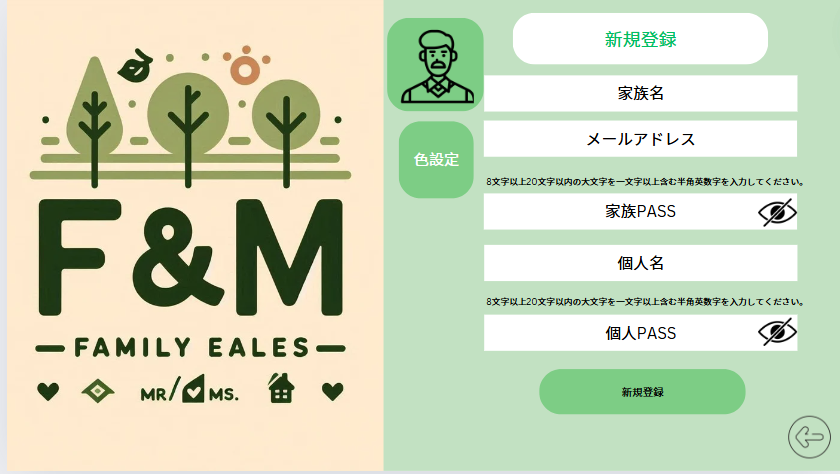 F&M
FAMILY EALES
MR/MS.
新規登録
色設定
家族名
メールアドレス
8文字以上20文字以内の大文字を一文字以上含む半角英数字を入力してください。
家族PASS
個人名
8文字以上20文字以内の大文字を一文字以上含む半角英数字を入力してください。
個人PASS
新規登録